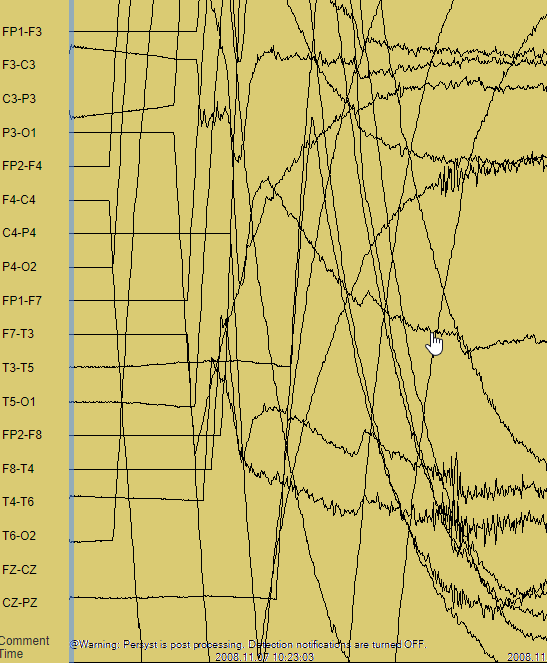 FP1-F3
F3-C3
C3-P3
P3-O1
FP2-F4
F4-C4
C4-P4
P4-O2
FP1-F7
F7-T3
T3-T5
T5-O1
FP2-F8
F8-T4
T4-T6
T6-O2
FZ-CZ
CZ-PZ
Comment
@Warning: Persyst is post processing. Detection notifications are turned OFF.
Time
2008.11.07 10:23:03
2008.11